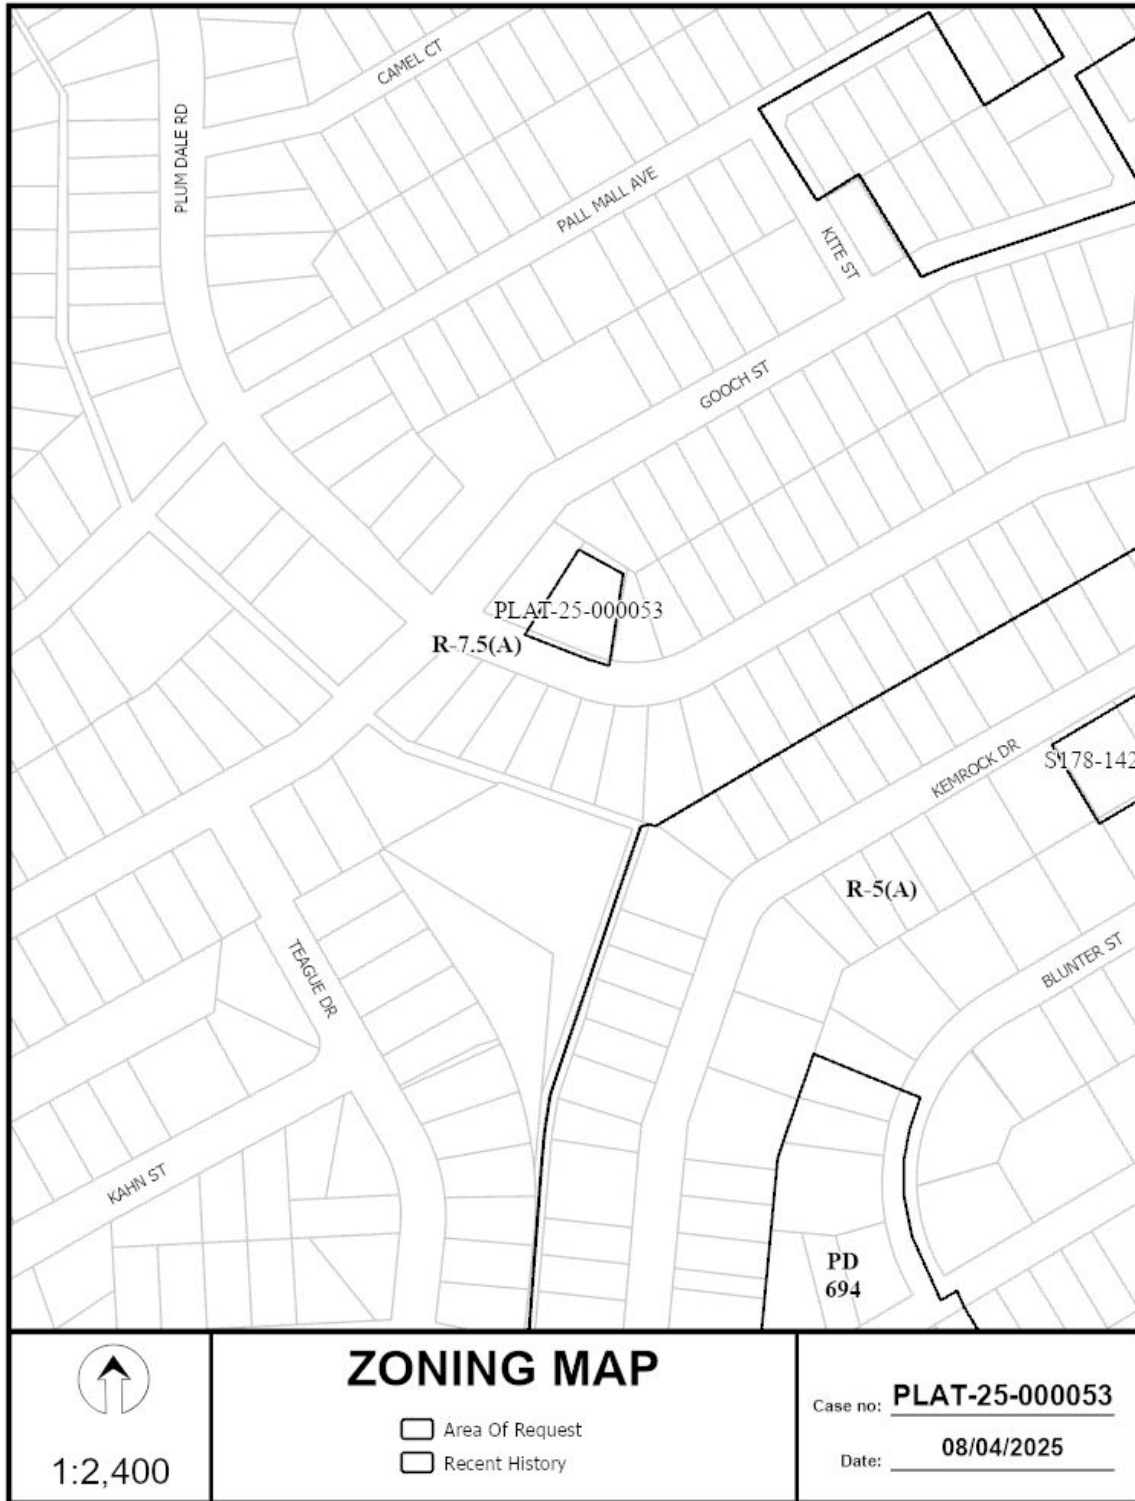 CAMEL CT
PLUM DALE RD
PALL MALL AVE
KITE ST
GOOCH ST
PLAT-25-000053
R-7.5(A)
KEMROCK DR
S178-142
R-5(A)
BLUNTER ST
TEAGUE DR
KAHN ST
PD
694
ZONING MAP
Area Of Request
Recent History
1:2,400
Case no: PLAT-25-000053
Date: 08/04/2025